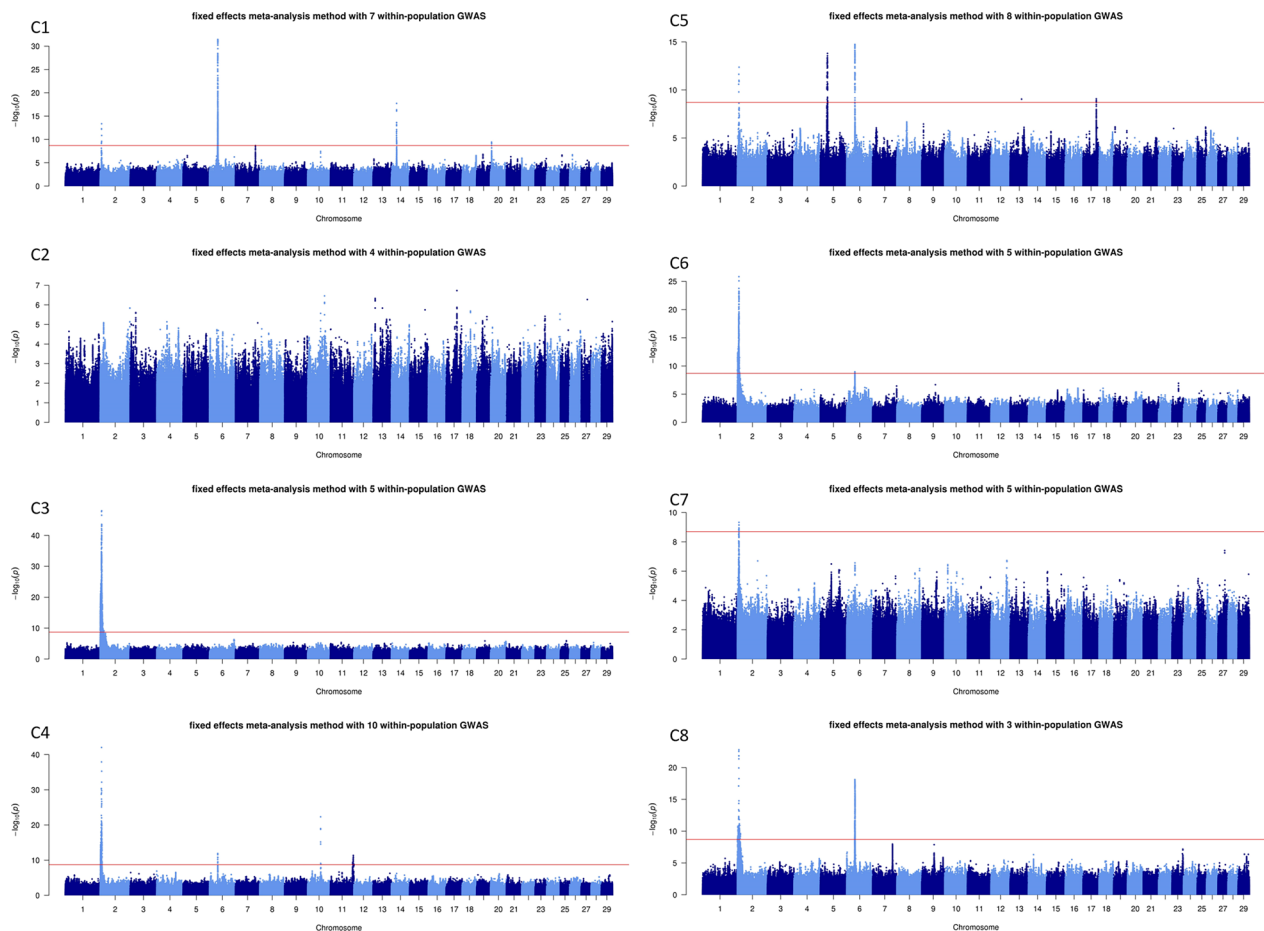 C1
fixed effects meta-analysis method with 7 within-population GWAS
30
25
20
15
10
5
0
−log10(p)
1 2 3 4 5 6 7 8 9 10 11 12 13 14 15 16 17 18 20 21 23 25 27 29
Chromosome
C2
fixed effects meta-analysis method with 4 within-population GWAS
7
6
5
4
3
2
1
0
−log10(p)
1 2 3 4 5 6 7 8 9 10 11 12 13 14 15 16 17 18 20 21 23 25 27 29
Chromosome
C3
fixed effects meta-analysis method with 5 within-population GWAS
40
30
20
10
0
−log10(p)
1 2 3 4 5 6 7 8 9 10 11 12 13 14 15 16 17 18 20 21 23 25 27 29
Chromosome
C4
fixed effects meta-analysis method with 10 within-population GWAS
40
30
20
10
0
−log10(p)
1 2 3 4 5 6 7 8 9 10 11 12 13 14 15 16 17 18 20 21 23 25 27 29
Chromosome
C5
fixed effects meta-analysis method with 8 within-population GWAS
15
10
5
0
−log10(p)
1 2 3 4 5 6 7 8 9 10 11 12 13 14 15 16 17 18 20 21 23 25 27 29
Chromosome
C6
fixed effects meta-analysis method with 5 within-population GWAS
25
20
15
10
5
0
−log10(p)
1 2 3 4 5 6 7 8 9 10 11 12 13 14 15 16 17 18 20 21 23 25 27 29
Chromosome
C7
fixed effects meta-analysis method with 5 within-population GWAS
10
8
6
4
2
0
−log10(p)
1 2 3 4 5 6 7 8 9 10 11 12 13 14 15 16 17 18 20 21 23 25 27 29
Chromosome
C8
fixed effects meta-analysis method with 3 within-population GWAS
20
15
10
5
0
−log10(p)
1 2 3 4 5 6 7 8 9 10 11 12 13 14 15 16 17 18 20 21 23 25 27 29
Chromosome